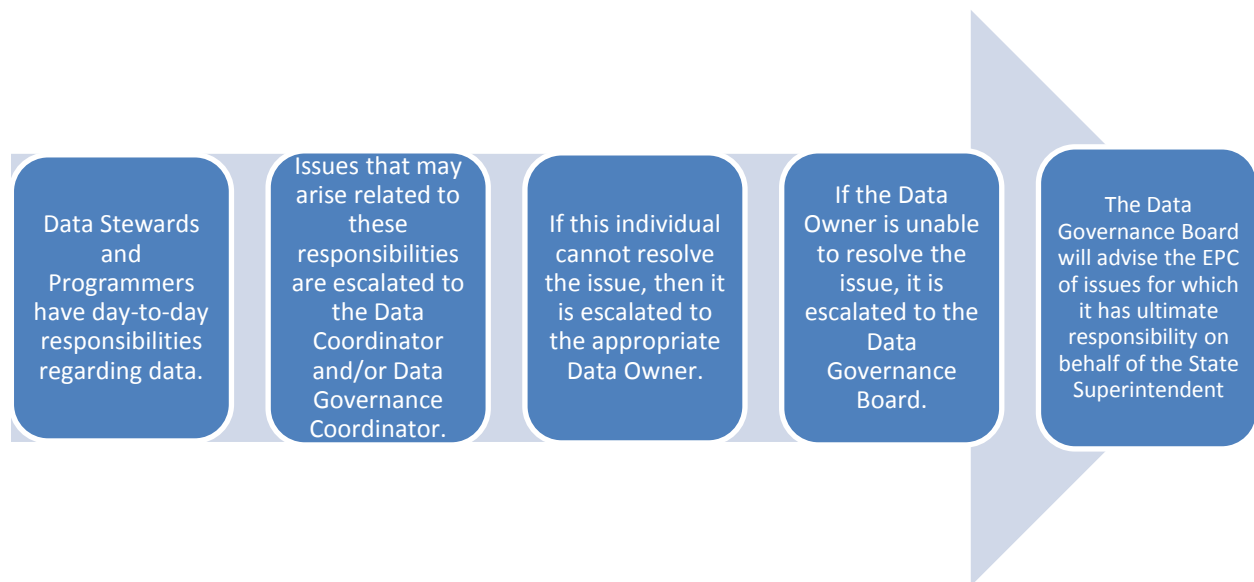 Data Stewards
and
Programmers
have day-to-day
responsibilities
regarding data.
Issues that may
arise related to
these
responsibilities
are escalated to
the Data
Coordinator
and/or Data
Governance
Coordinator.
If this individual
cannot resolve
the issue, then it
is escalated to
the appropriate
Data Owner.
If the Data
Owner is unable
to resolve the
issue, it is
escalated to the
Data
Governance
Board.
The Data
Governance Board
will advise the EPC
of issues for which
it has ultimate
responsibility on
behalf of the State
Superintendent